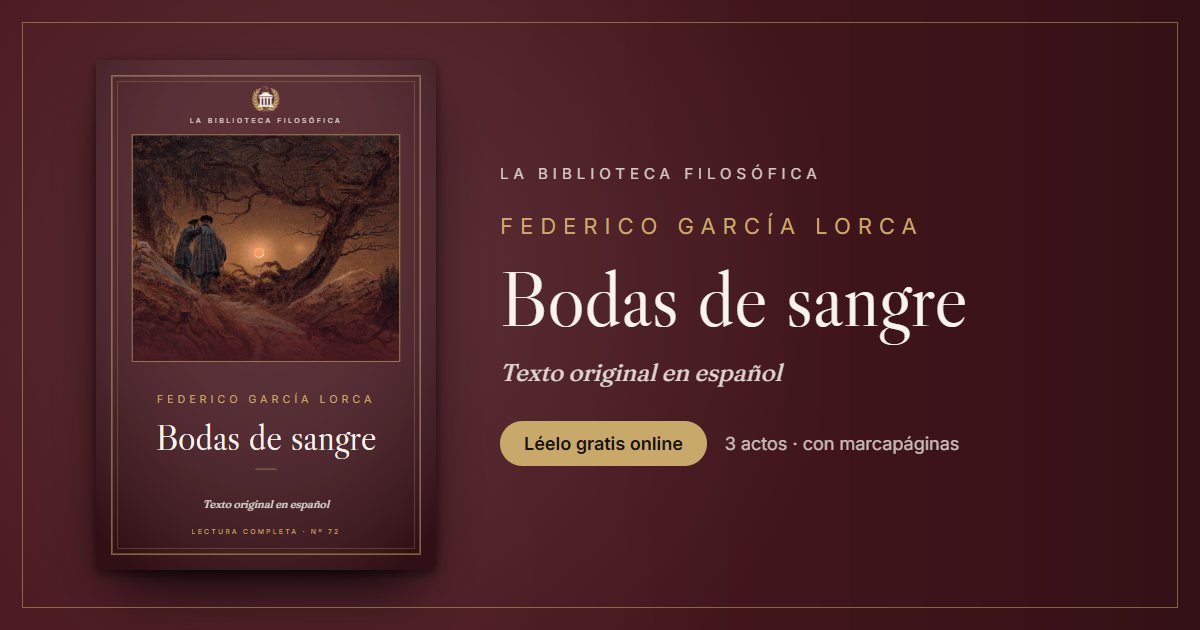 LA BIBLIOTECA FILOSÓFICA
FEDERICO GARCÍA LORCA
Bodas de sangre
Texto original en español
LECTURA COMPLETA · Nº 72
LA BIBLIOTECA FILOSÓFICA
FEDERICO GARCÍA LORCA
Bodas de sangre
Texto original en español
Léelo gratis online
3 actos · con marcapáginas